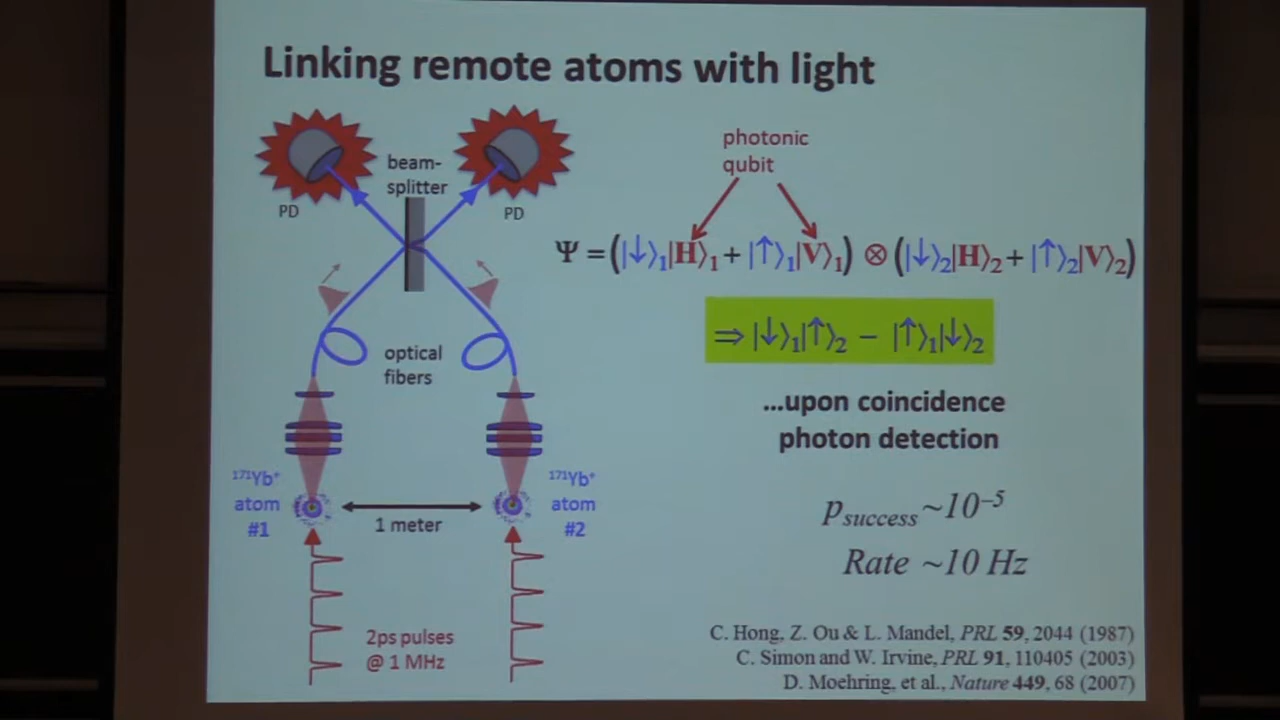 Linking remote atoms with light
beam-
splitter
PD
PD
optical
fibers
¹⁷¹Yb⁺
atom
#1
¹⁷¹Yb⁺
atom
#2
1 meter
2ps pulses
@ 1 MHz
photonic
qubit
Ψ = (|↓⟩₁|H⟩₁ + |↑⟩₁|V⟩₁) ⊗ (|↓⟩₂|H⟩₂ + |↑⟩₂|V⟩₂)
⇒ |↓⟩₁|↑⟩₂ − |↑⟩₁|↓⟩₂
...upon coincidence
photon detection
p_success ~10⁻⁵
Rate ~10 Hz
C. Hong, Z. Ou & L. Mandel, PRL 59, 2044 (1987)
C. Simon and W. Irvine, PRL 91, 110405 (2003)
D. Moehring, et al., Nature 449, 68 (2007)